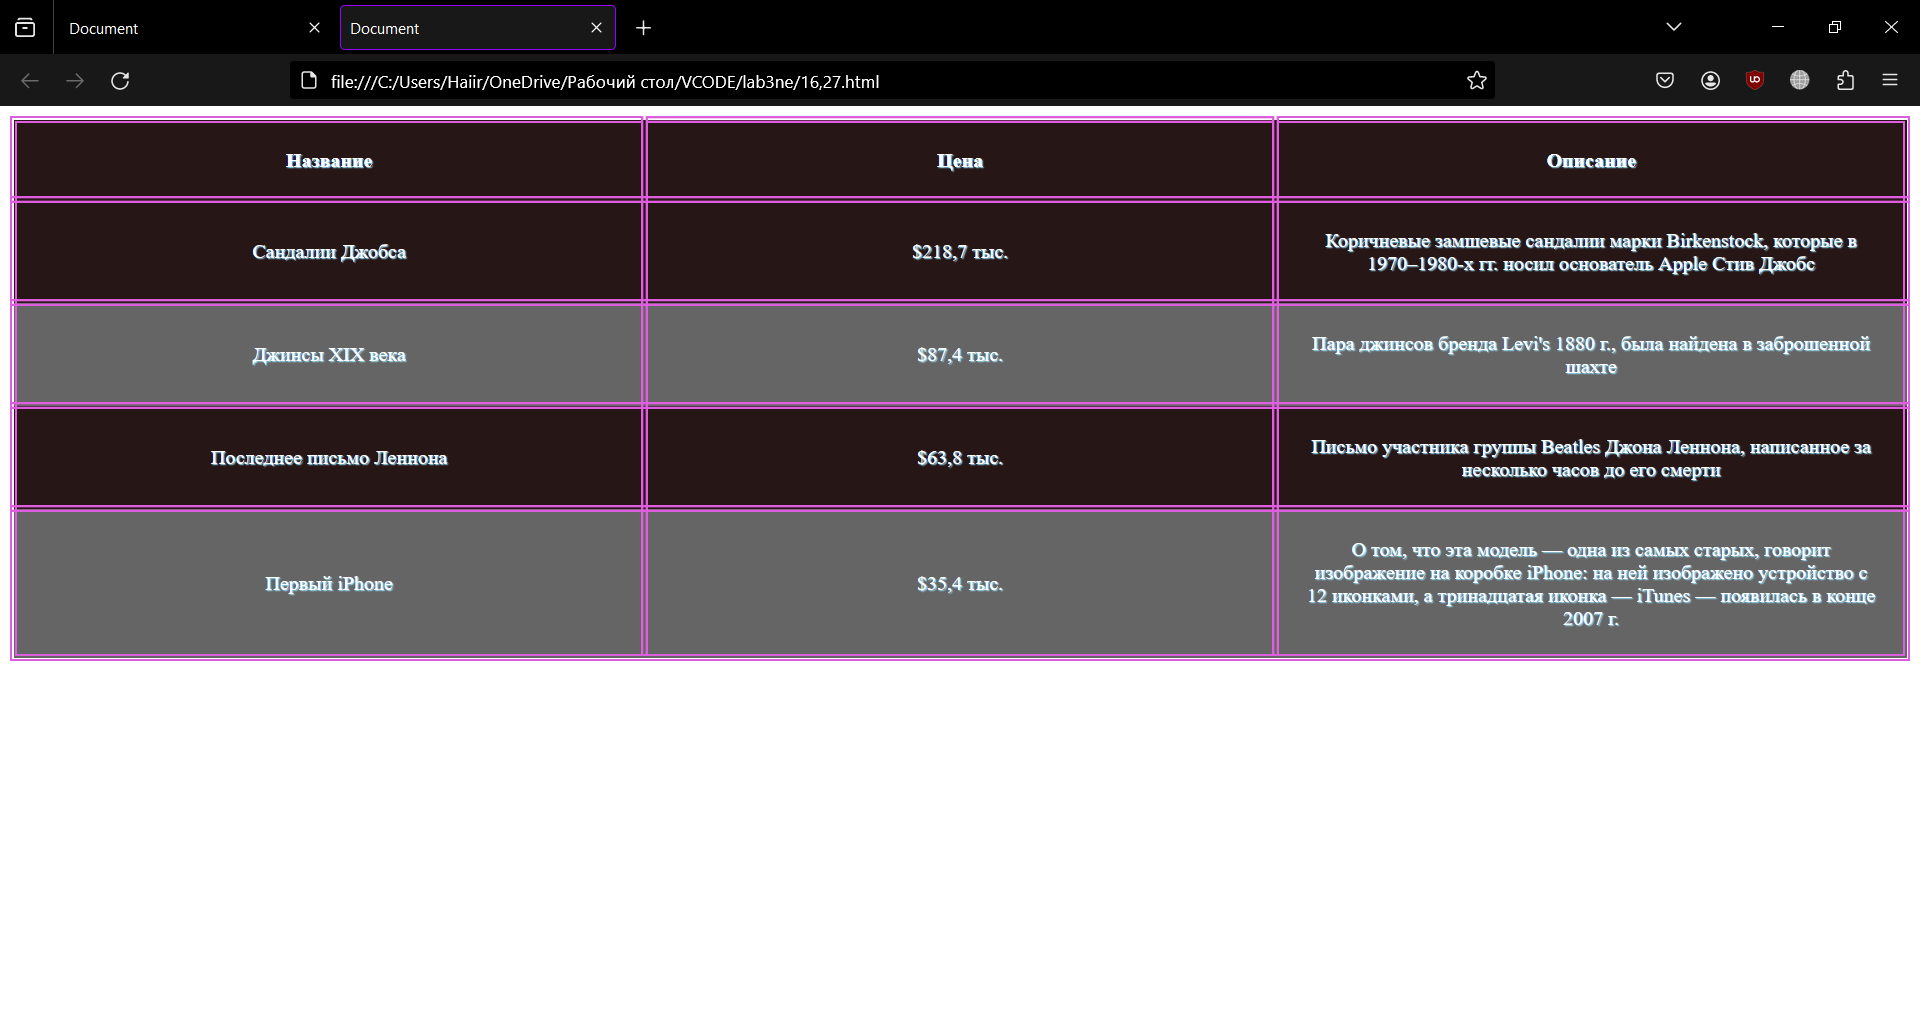 Document
Document
file:///C:/Users/Haiir/OneDrive/Рабочий стол/VCODE/lab3ne/16,27.html
Название
Цена
Описание
Сандалии Джобса
$218,7 тыс.
Коричневые замшевые сандалии марки Birkenstock, которые в
1970–1980-х гг. носил основатель Apple Стив Джобс
Джинсы XIX века
$87,4 тыс.
Пара джинсов бренда Levi's 1880 г., была найдена в заброшенной
шахте
Последнее письмо Леннона
$63,8 тыс.
Письмо участника группы Beatles Джона Леннона, написанное за
несколько часов до его смерти
Первый iPhone
$35,4 тыс.
О том, что эта модель — одна из самых старых, говорит
изображение на коробке iPhone: на ней изображено устройство с
12 иконками, а тринадцатая иконка — iTunes — появилась в конце
2007 г.